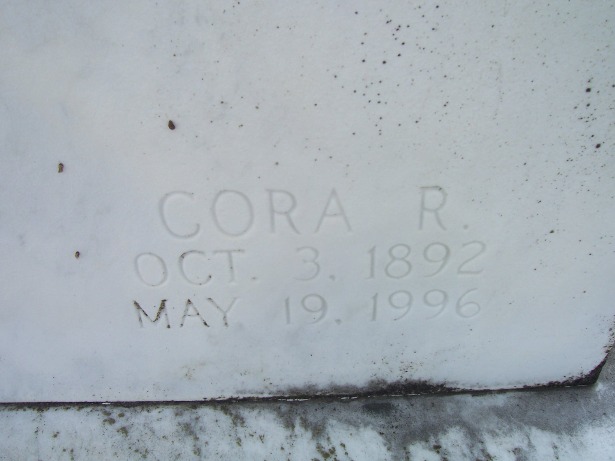 CORA R.
OCT. 3. 1892
MAY 19. 1996